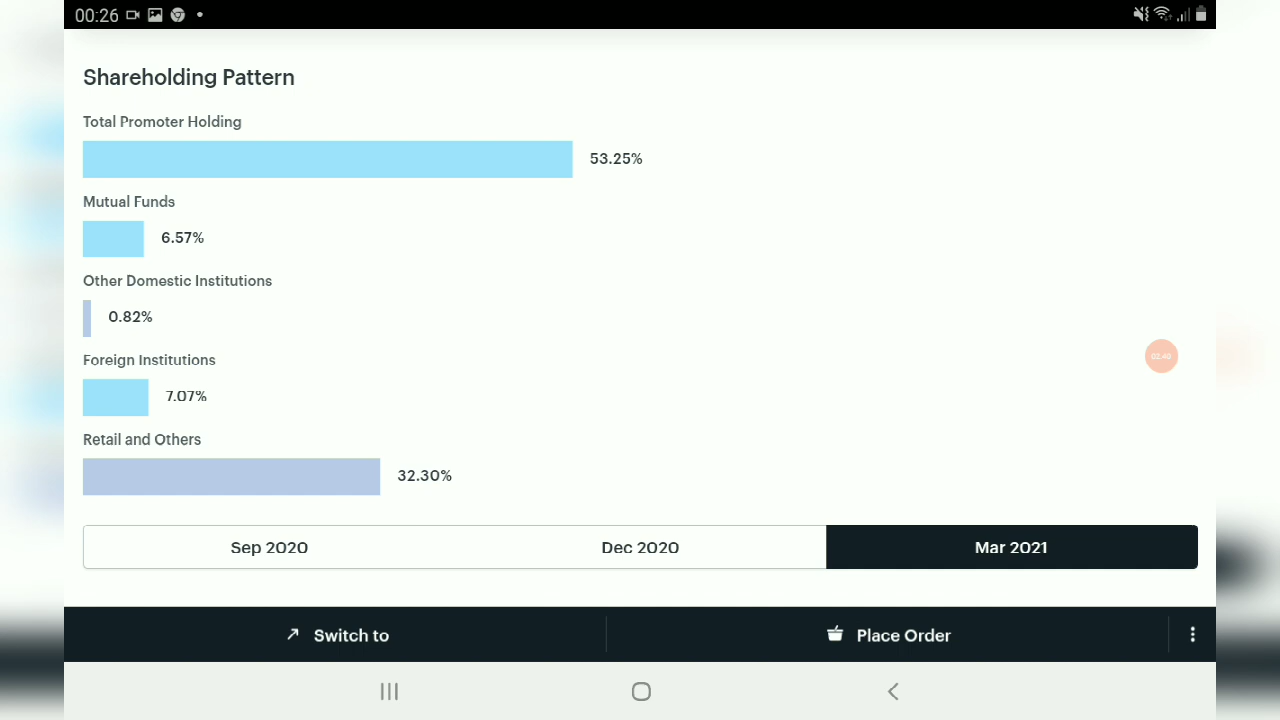 00:26
Shareholding Pattern
Total Promoter Holding
53.25%
Mutual Funds
6.57%
Other Domestic Institutions
0.82%
Foreign Institutions
7.07%
Retail and Others
32.30%
Sep 2020 Dec 2020 Mar 2021
Switch to Place Order